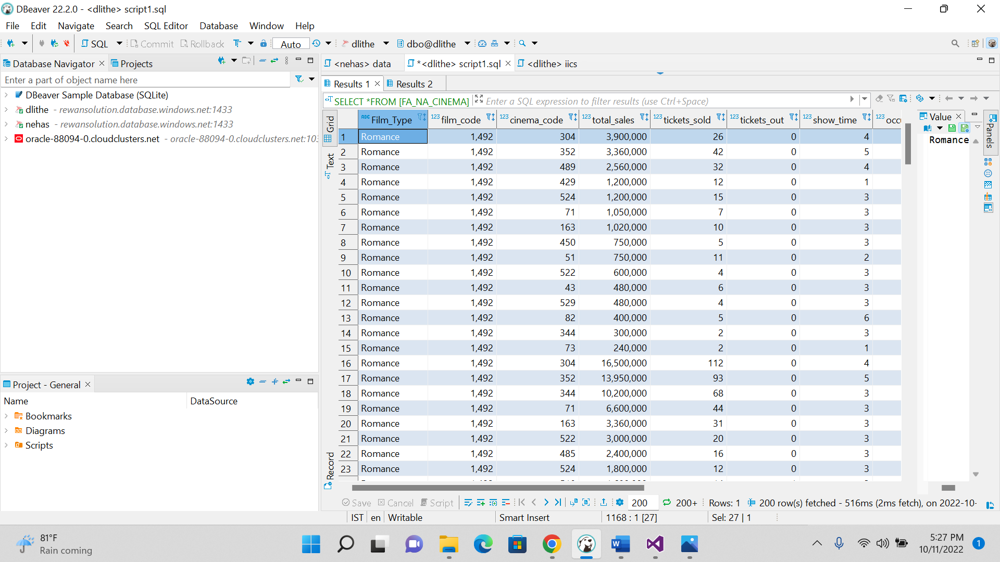 DBeaver 22.2.0 - <dlithe> script1.sql
File Edit Navigate Search SQL Editor Database Window Help
SQL Commit Rollback Auto dlithe dbo@dlithe
Database Navigator Projects
<nehas> data *<dlithe> script1.sql <dlithe> iics
Enter a part of object name here
DBeaver Sample Database (SQLite)
dlithe - rewansolution.database.windows.net:1433
nehas - rewansolution.database.windows.net:1433
oracle-88094-0.cloudclusters.net - oracle-88094-0.cloudclusters.net:103
Results 1 Results 2
SELECT *FROM [FA_NA_CINEMA] Enter a SQL expression to filter results (use Ctrl+Space)
Grid
Text
Record
Film_Type film_code cinema_code total_sales tickets_sold tickets_out show_time occu
1 Romance 1,492 304 3,900,000 26 0 4
2 Romance 1,492 352 3,360,000 42 0 5
3 Romance 1,492 489 2,560,000 32 0 4
4 Romance 1,492 429 1,200,000 12 0 1
5 Romance 1,492 524 1,200,000 15 0 3
6 Romance 1,492 71 1,050,000 7 0 3
7 Romance 1,492 163 1,020,000 10 0 3
8 Romance 1,492 450 750,000 5 0 3
9 Romance 1,492 51 750,000 11 0 2
10 Romance 1,492 522 600,000 4 0 3
11 Romance 1,492 43 480,000 6 0 3
12 Romance 1,492 529 480,000 4 0 3
13 Romance 1,492 82 400,000 5 0 6
14 Romance 1,492 344 300,000 2 0 3
15 Romance 1,492 73 240,000 2 0 1
16 Romance 1,492 304 16,500,000 112 0 4
17 Romance 1,492 352 13,950,000 93 0 5
18 Romance 1,492 344 10,200,000 68 0 3
19 Romance 1,492 71 6,600,000 44 0 3
20 Romance 1,492 163 3,360,000 31 0 3
21 Romance 1,492 522 3,000,000 20 0 3
22 Romance 1,492 485 2,400,000 16 0 3
23 Romance 1,492 524 1,800,000 12 0 3
Value
Romance
Panels
Project - General
Name DataSource
Bookmarks
Diagrams
Scripts
Save Cancel Script 200 200+ Rows: 1 200 row(s) fetched - 516ms (2ms fetch), on 2022-10-
IST en Writable Smart Insert 1168 : 1 [27] Sel: 27 | 1
81°F
Rain coming
5:27 PM
10/11/2022
1